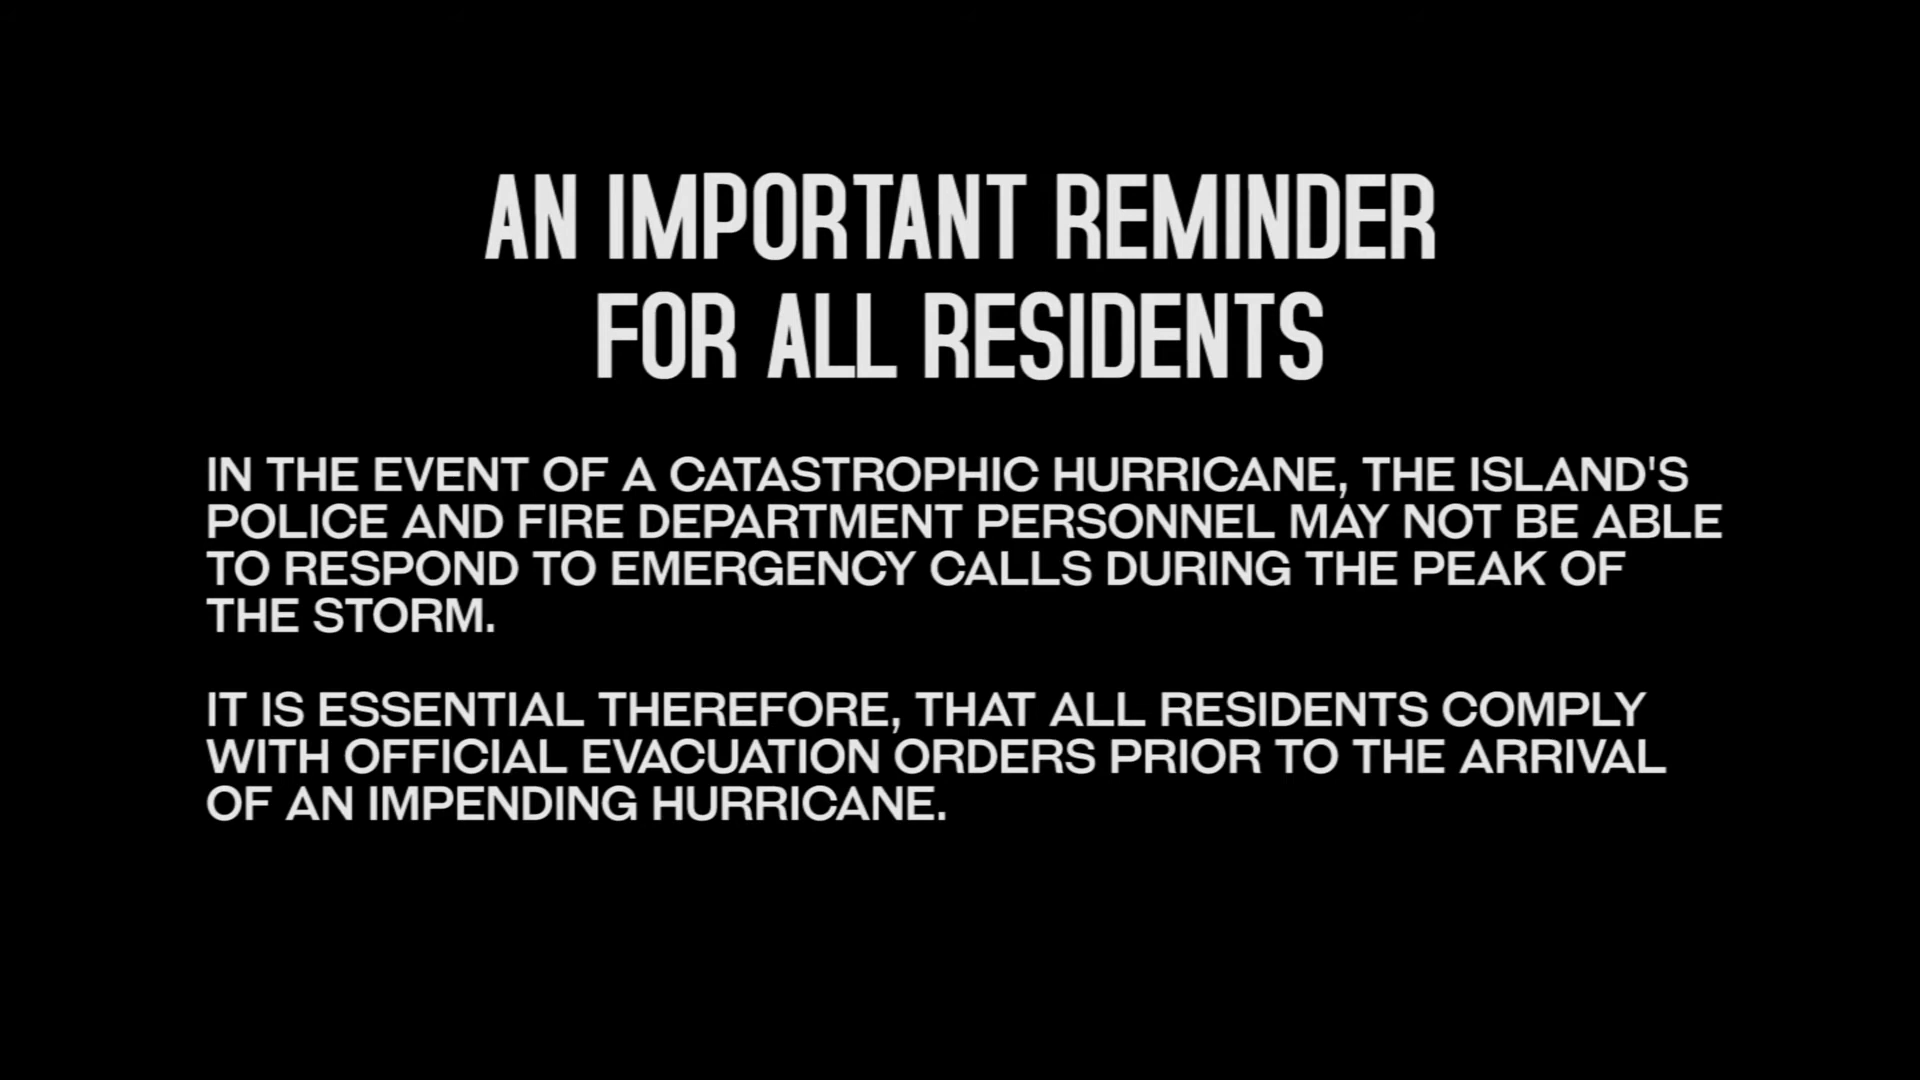 AN IMPORTANT REMINDER
FOR ALL RESIDENTS
IN THE EVENT OF A CATASTROPHIC HURRICANE, THE ISLAND'S
POLICE AND FIRE DEPARTMENT PERSONNEL MAY NOT BE ABLE
TO RESPOND TO EMERGENCY CALLS DURING THE PEAK OF
THE STORM.
IT IS ESSENTIAL THEREFORE, THAT ALL RESIDENTS COMPLY
WITH OFFICIAL EVACUATION ORDERS PRIOR TO THE ARRIVAL
OF AN IMPENDING HURRICANE.